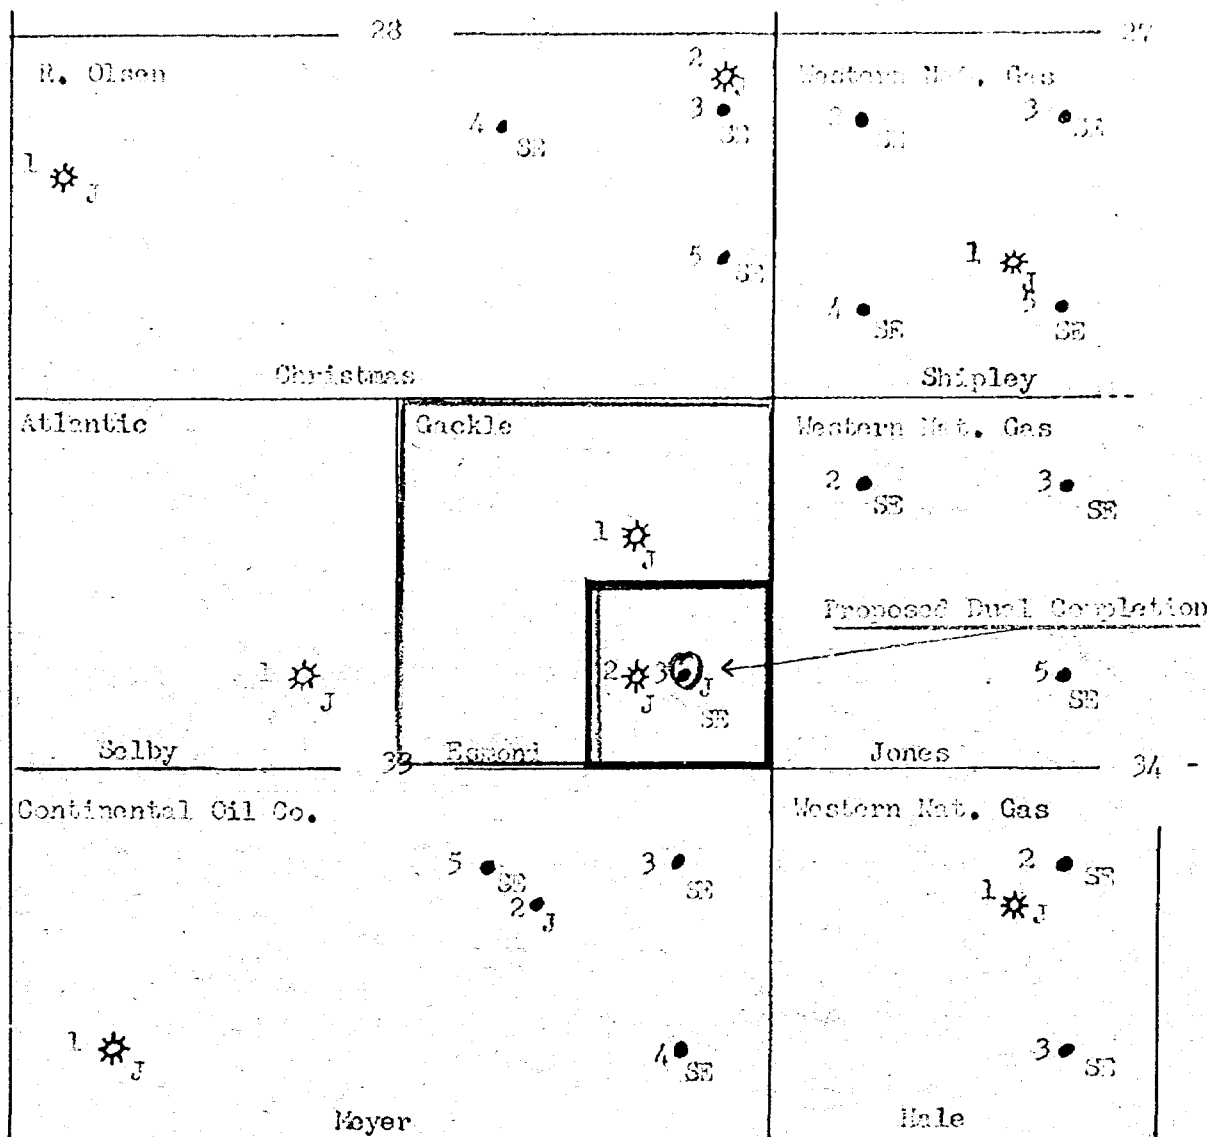 28
27
R. Olsen
2
J
Western Nat. Gas
3
3
4
SE
1
J
5
SE
1
J
4
SE
5
SE
Christmas
Shipley
Atlantic
Gackle
Western Nat. Gas
2
SE
3
SE
1
J
Proposed Dual Completion
1
J
2
J
3
J
SE
5
SE
Selby
33
Esmond
Jones
34
Continental Oil Co.
Western Nat. Gas
5
SE
2
J
3
SE
2
SE
1
J
1
J
4
SE
3
SE
Meyer
Hale